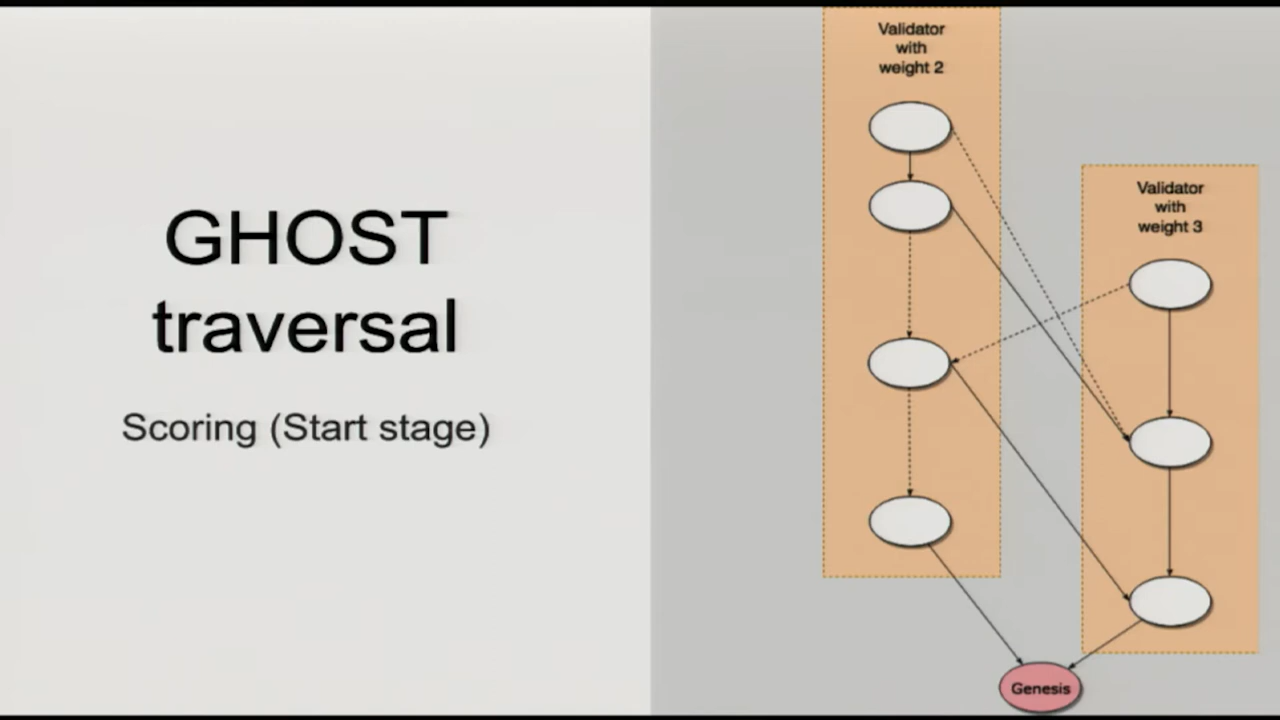 GHOST
traversal
Scoring (Start stage)
Validator
with
weight 2
Validator
with
weight 3
Genesis